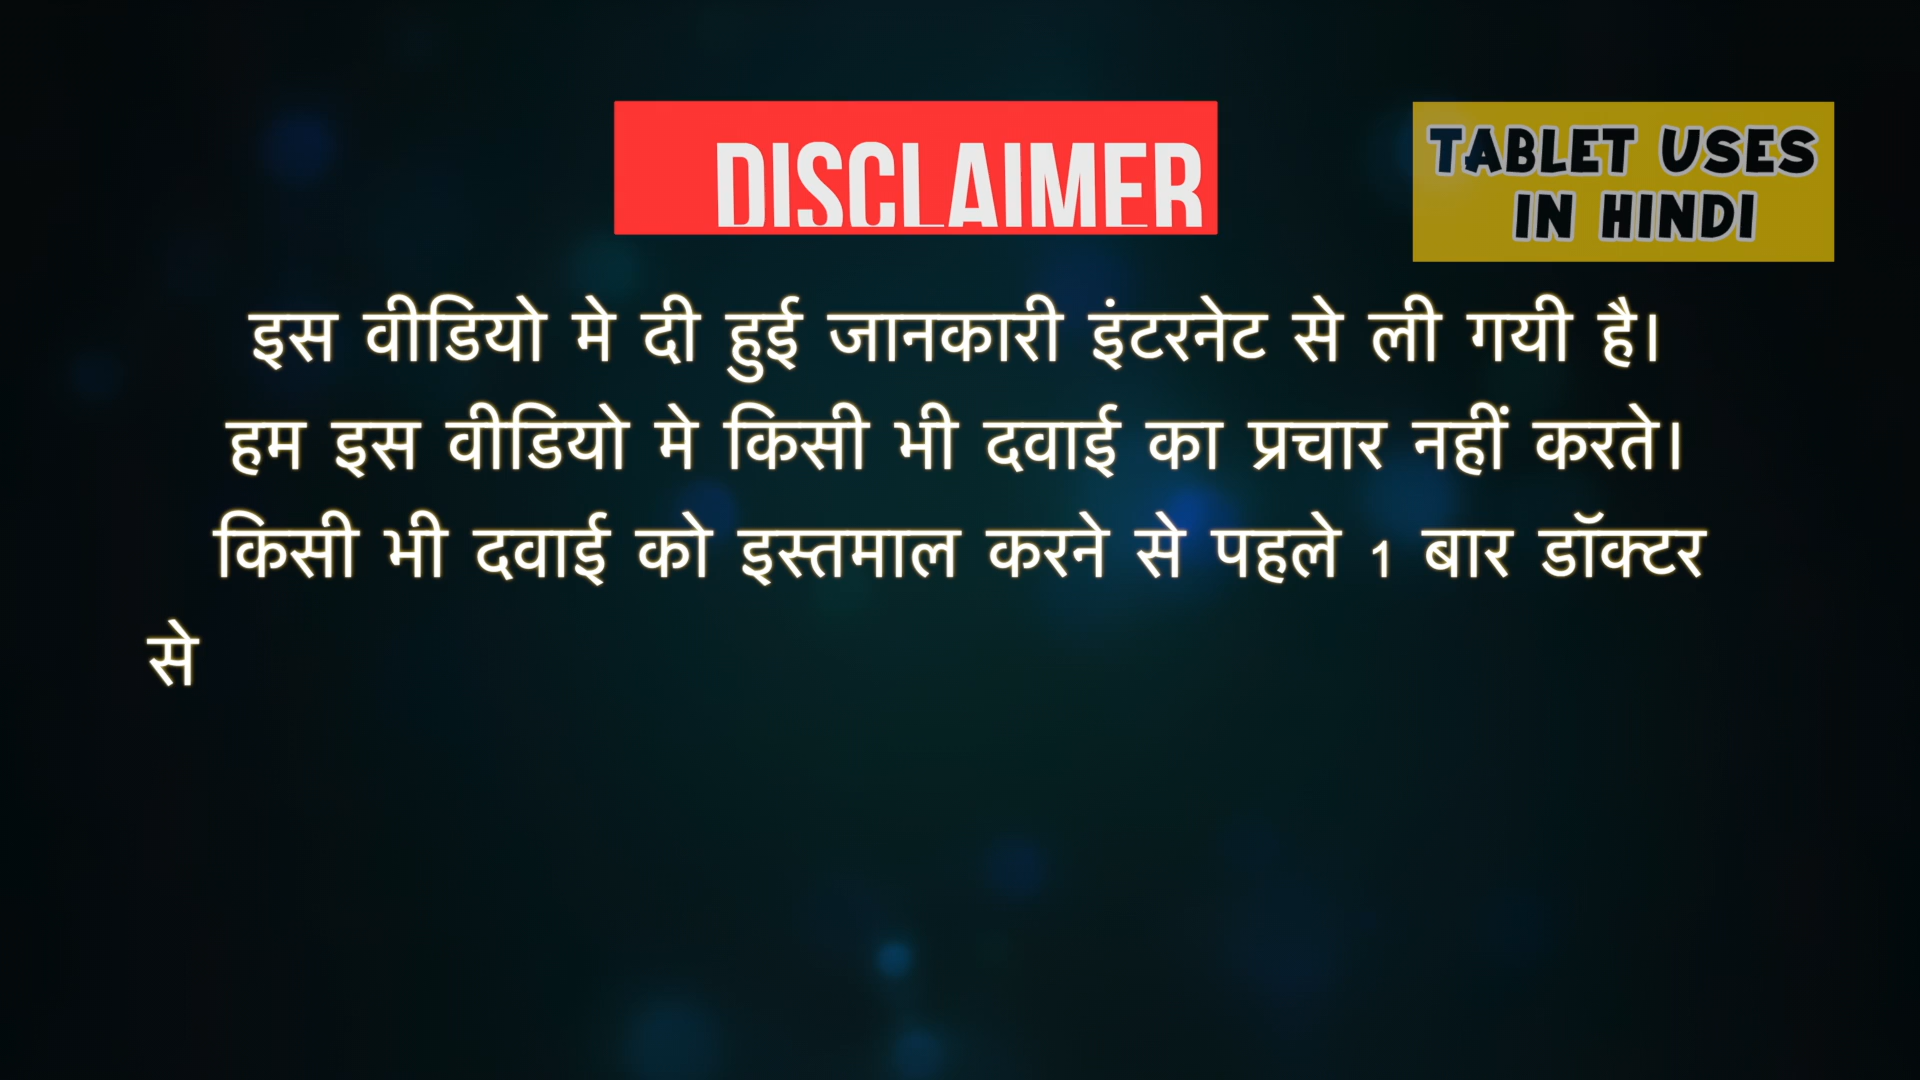 DISCLAIMER
TABLET USES
IN HINDI
इस वीडियो मे दी हुई जानकारी इंटरनेट से ली गयी है।
हम इस वीडियो मे किसी भी दवाई का प्रचार नहीं करते।
किसी भी दवाई को इस्तमाल करने से पहले 1 बार डॉक्टर
से